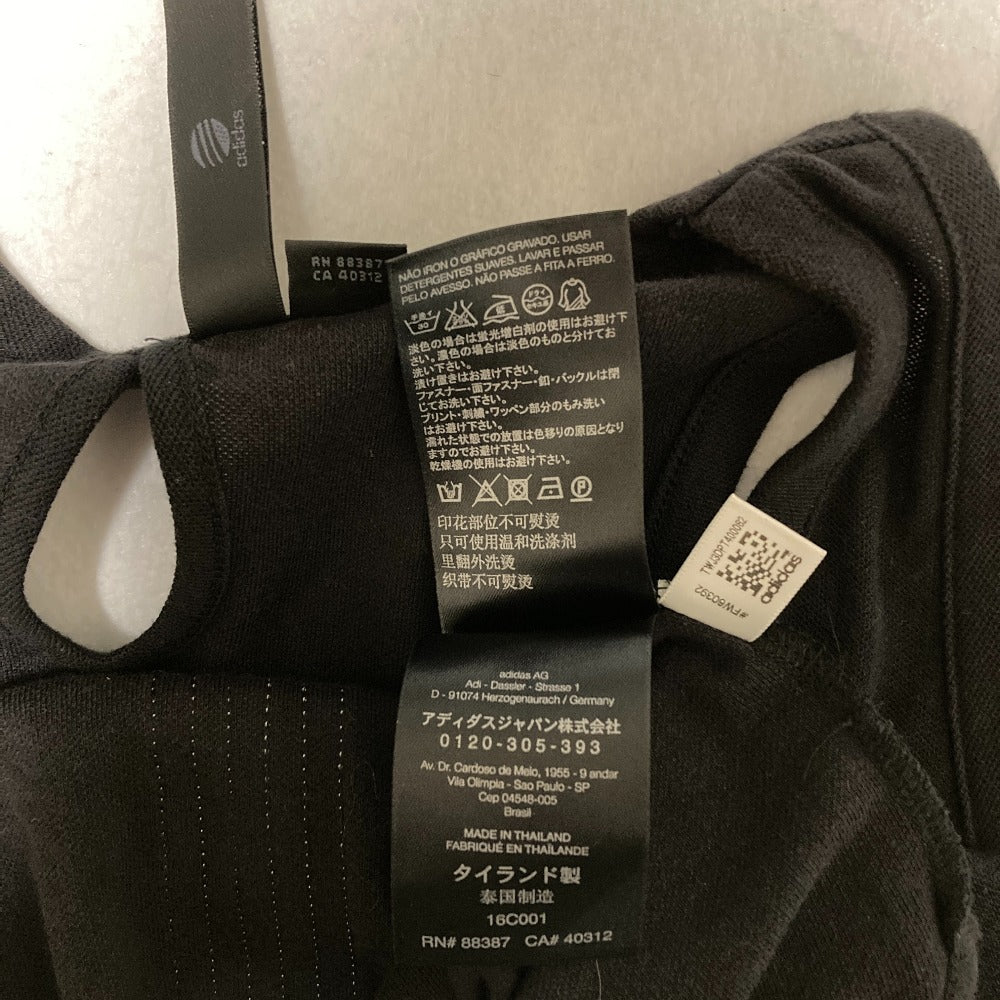 adidas
RN 88387
CA 40312
NÃO IRON O GRÁFICO GRAVADO. USAR
DETERGENTES SUAVES. LAVAR E PASSAR
PELO AVESSO. NÃO PASSE A FITA A FERRO.
手洗イ
30
淡色の場合は蛍光増白剤の使用はお避け下
さい。濃色の場合は淡色のものと分けてお
洗い下さい。
漬け置きはお避け下さい。
ファスナー・面ファスナー・釦・バックルは閉
じてお洗い下さい。
プリント・刺繍・ワッペン部分のもみ洗い
はお避け下さい。
濡れた状態での放置は色移りの原因となり
ますのでお避け下さい。
乾燥機の使用はお避け下さい。
印花部位不可熨烫
只可使用温和洗涤剂
里翻外洗烫
织带不可熨烫
TWJ3DPT400082
adidas
#FW60392
adidas AG
Adi - Dassler - Strasse 1
D - 91074 Herzogenaurach / Germany
アディダスジャパン株式会社
0120-305-393
Av. Dr. Cardoso de Melo, 1955 - 9 andar
Vila Olimpia - Sao Paulo - SP
Cep 04548-005
Brasil
MADE IN THAILAND
FABRIQUÉ EN THAÏLANDE
タイランド製
泰国制造
16C001
RN# 88387 CA# 40312